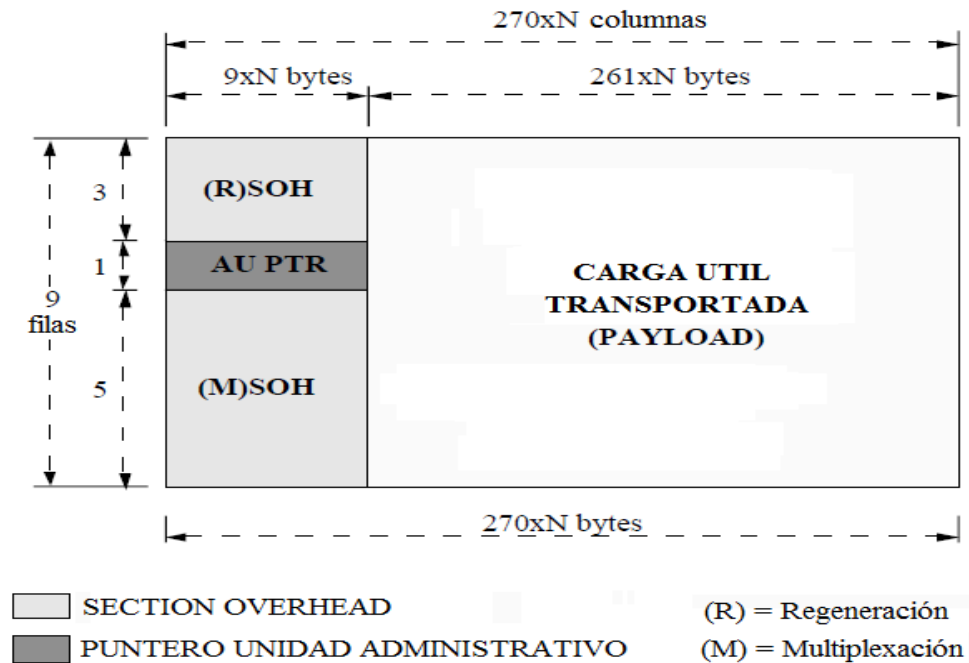 270xN columnas
9xN bytes
261xN bytes
3
(R)SOH
1
AU PTR
9
filas
CARGA UTIL
TRANSPORTADA
(PAYLOAD)
5
(M)SOH
270xN bytes
SECTION OVERHEAD
(R) = Regeneración
PUNTERO UNIDAD ADMINISTRATIVO
(M) = Multiplexación